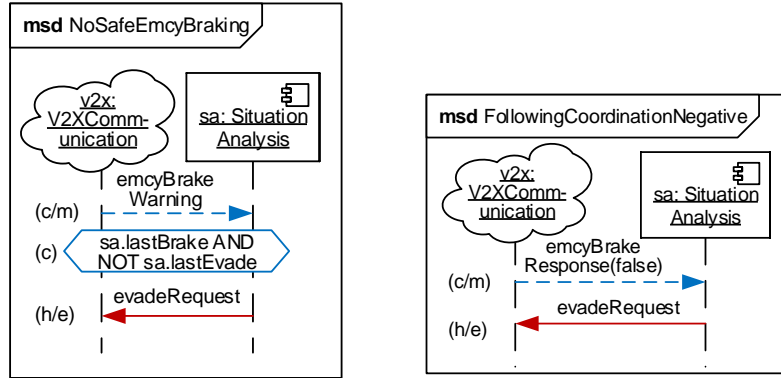 msd NoSafeEmcyBraking
v2x:
V2XComm-
unication
sa: Situation
Analysis
emcyBrake
Warning
(c/m)
(c)
sa.lastBrake AND
NOT sa.lastEvade
evadeRequest
(h/e)
msd FollowingCoordinationNegative
v2x:
V2XComm-
unication
sa: Situation
Analysis
emcyBrake
Response(false)
(c/m)
evadeRequest
(h/e)